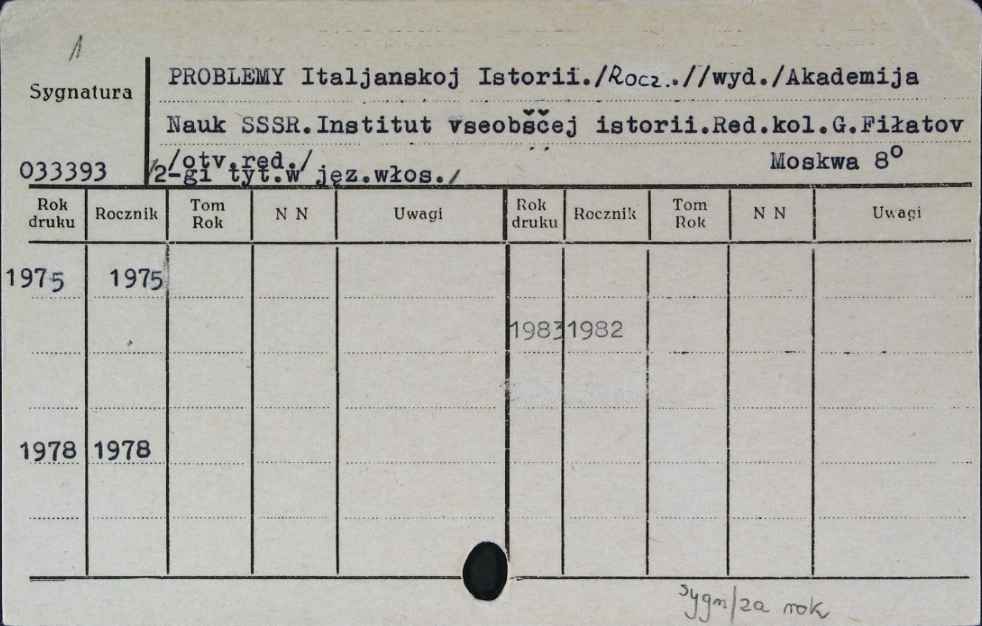 1
PROBLEMY Italjanskoj Istorii./Rocz.//wyd./Akademija
Sygnatura
Nauk SSSR.Institut vseobščej istorii.Red.kol.G.Fiłatov
/otv.red./ Moskwa 8°
033393 /2-gi tyt.w jęz.włos./
Rok druku Rocznik Tom Rok N N Uwagi Rok druku Rocznik Tom Rok N N Uwagi
1975 1975
1983 1982
1978 1978
Sygn/za rok